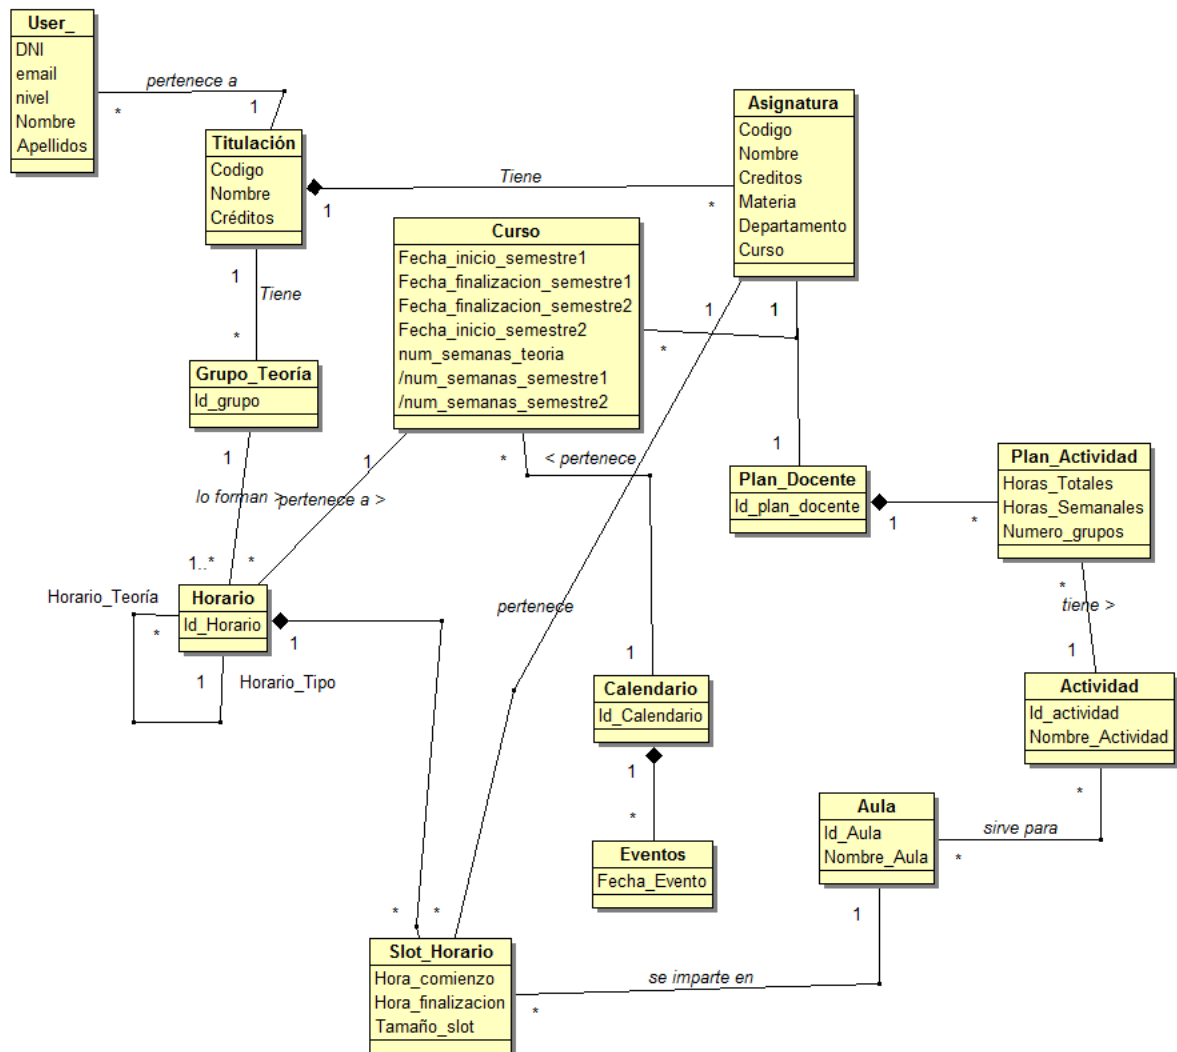 User_
DNI
email
nivel
Nombre
Apellidos
pertenece a
*
1
Titulación
Codigo
Nombre
Créditos
1
Tiene
*
Asignatura
Codigo
Nombre
Creditos
Materia
Departamento
Curso
Curso
Fecha_inicio_semestre1
Fecha_finalizacion_semestre1
Fecha_finalizacion_semestre2
Fecha_inicio_semestre2
num_semanas_teoria
/num_semanas_semestre1
/num_semanas_semestre2
1
Tiene
*
1
1
*
Grupo_Teoría
Id_grupo
1
lo forman >
1..*
1
pertenece a >
*
*
< pertenece
1
1
Plan_Docente
Id_plan_docente
1
*
Plan_Actividad
Horas_Totales
Horas_Semanales
Numero_grupos
*
tiene >
1
Horario_Teoría
*
Horario
Id_Horario
1
1
Horario_Tipo
pertenece
Calendario
Id_Calendario
1
*
Actividad
Id_actividad
Nombre_Actividad
*
sirve para
*
Aula
Id_Aula
Nombre_Aula
1
Eventos
Fecha_Evento
*
*
Slot_Horario
Hora_comienzo
Hora_finalizacion
Tamaño_slot
se imparte en
*